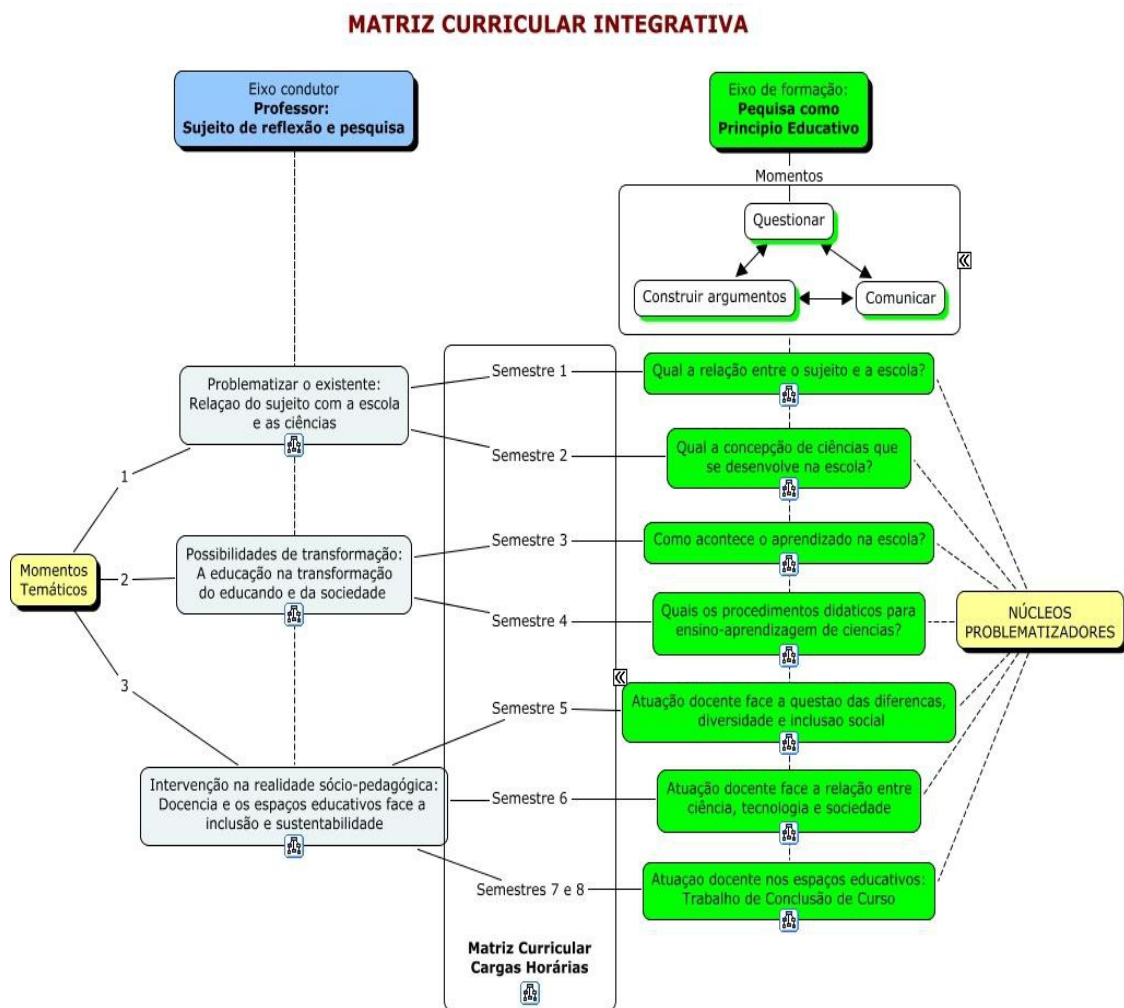 MATRIZ CURRICULAR INTEGRATIVA
Eixo condutor
Professor:
Sujeito de reflexão e pesquisa
Eixo de formação:
Pequisa como
Principio Educativo
Momentos
Questionar
Construir argumentos
Comunicar
Problematizar o existente:
Relaçao do sujeito com a escola
e as ciências
Semestre 1
Qual a relação entre o sujeito e a escola?
Semestre 2
Qual a concepção de ciências que
se desenvolve na escola?
1
Momentos
Temáticos
2
Possibilidades de transformação:
A educação na transformação
do educando e da sociedade
Semestre 3
Como acontece o aprendizado na escola?
Semestre 4
Quais os procedimentos didaticos para
ensino-aprendizagem de ciencias?
NÚCLEOS
PROBLEMATIZADORES
3
Semestre 5
Atuação docente face a questao das diferencas,
diversidade e inclusao social
Intervenção na realidade sócio-pedagógica:
Docencia e os espaços educativos face a
inclusão e sustentabilidade
Semestre 6
Atuação docente face a relação entre
ciência, tecnologia e sociedade
Semestres 7 e 8
Atuaçao docente nos espaços educativos:
Trabalho de Conclusão de Curso
Matriz Curricular
Cargas Horárias